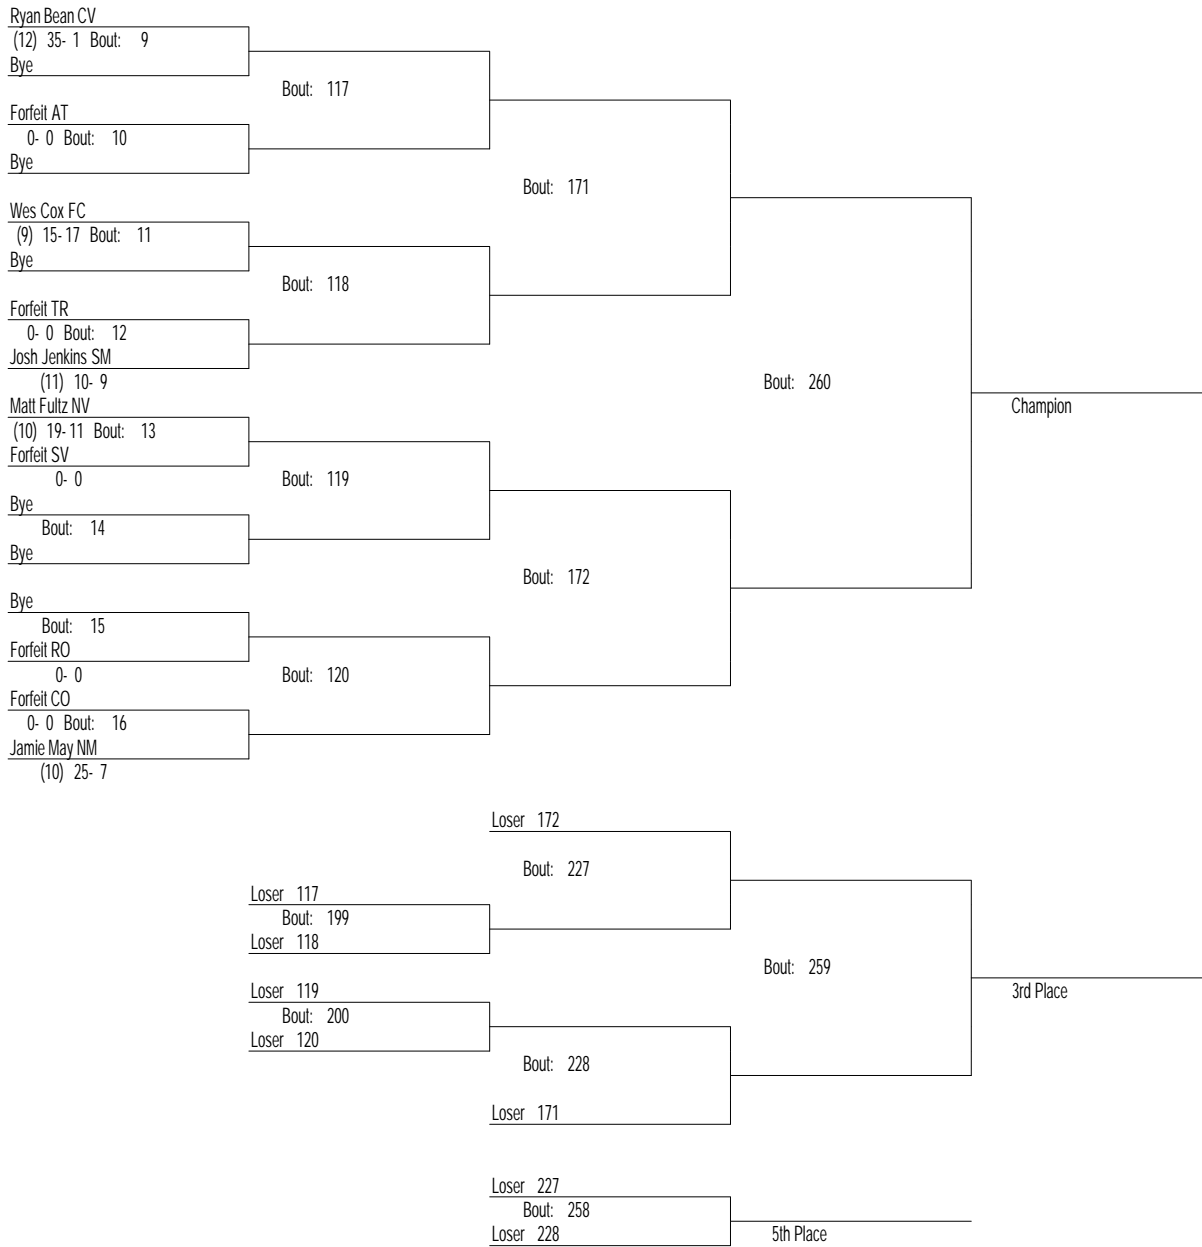 Ryan Bean CV
(12) 35- 1 Bout: 9
Bye
Bout: 117
Forfeit AT
0- 0 Bout: 10
Bye
Bout: 171
Wes Cox FC
(9) 15- 17 Bout: 11
Bye
Bout: 118
Forfeit TR
0- 0 Bout: 12
Josh Jenkins SM
(11) 10- 9
Bout: 260
Champion
Matt Fultz NV
(10) 19- 11 Bout: 13
Forfeit SV
0- 0
Bout: 119
Bye
Bout: 14
Bye
Bout: 172
Bye
Bout: 15
Forfeit RO
0- 0
Bout: 120
Forfeit CO
0- 0 Bout: 16
Jamie May NM
(10) 25- 7
Loser 172
Bout: 227
Loser 117
Bout: 199
Loser 118
Bout: 259
3rd Place
Loser 119
Bout: 200
Loser 120
Bout: 228
Loser 171
Loser 227
Bout: 258
Loser 228
5th Place